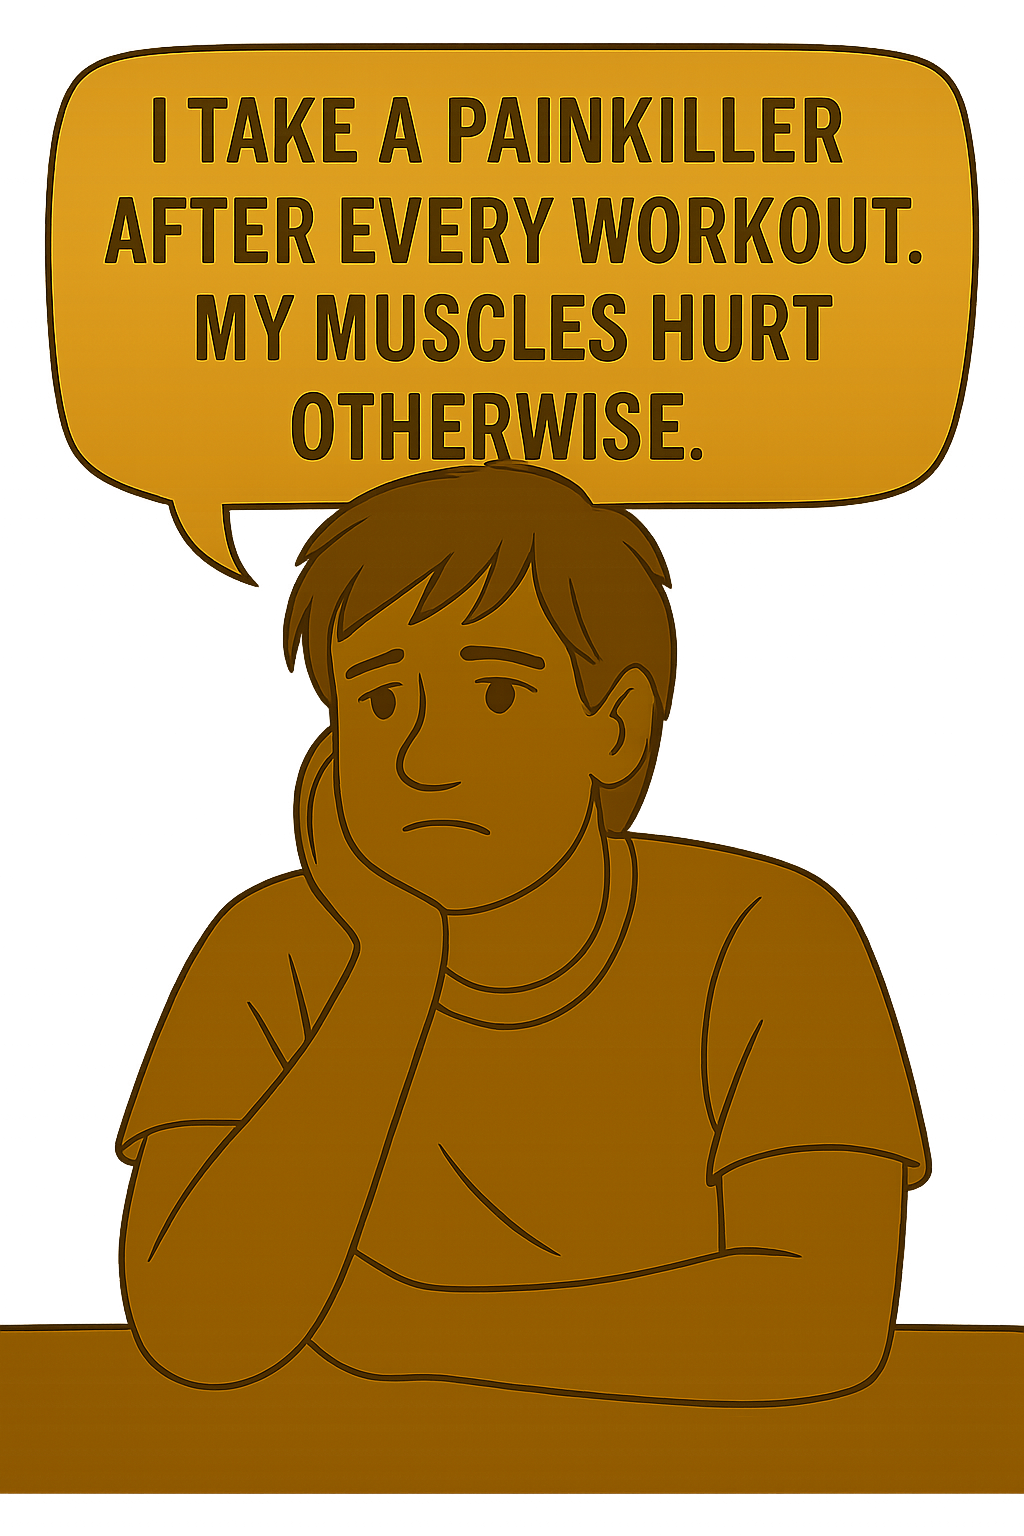 I TAKE A PAINKILLER
AFTER EVERY WORKOUT.
MY MUSCLES HURT
OTHERWISE.